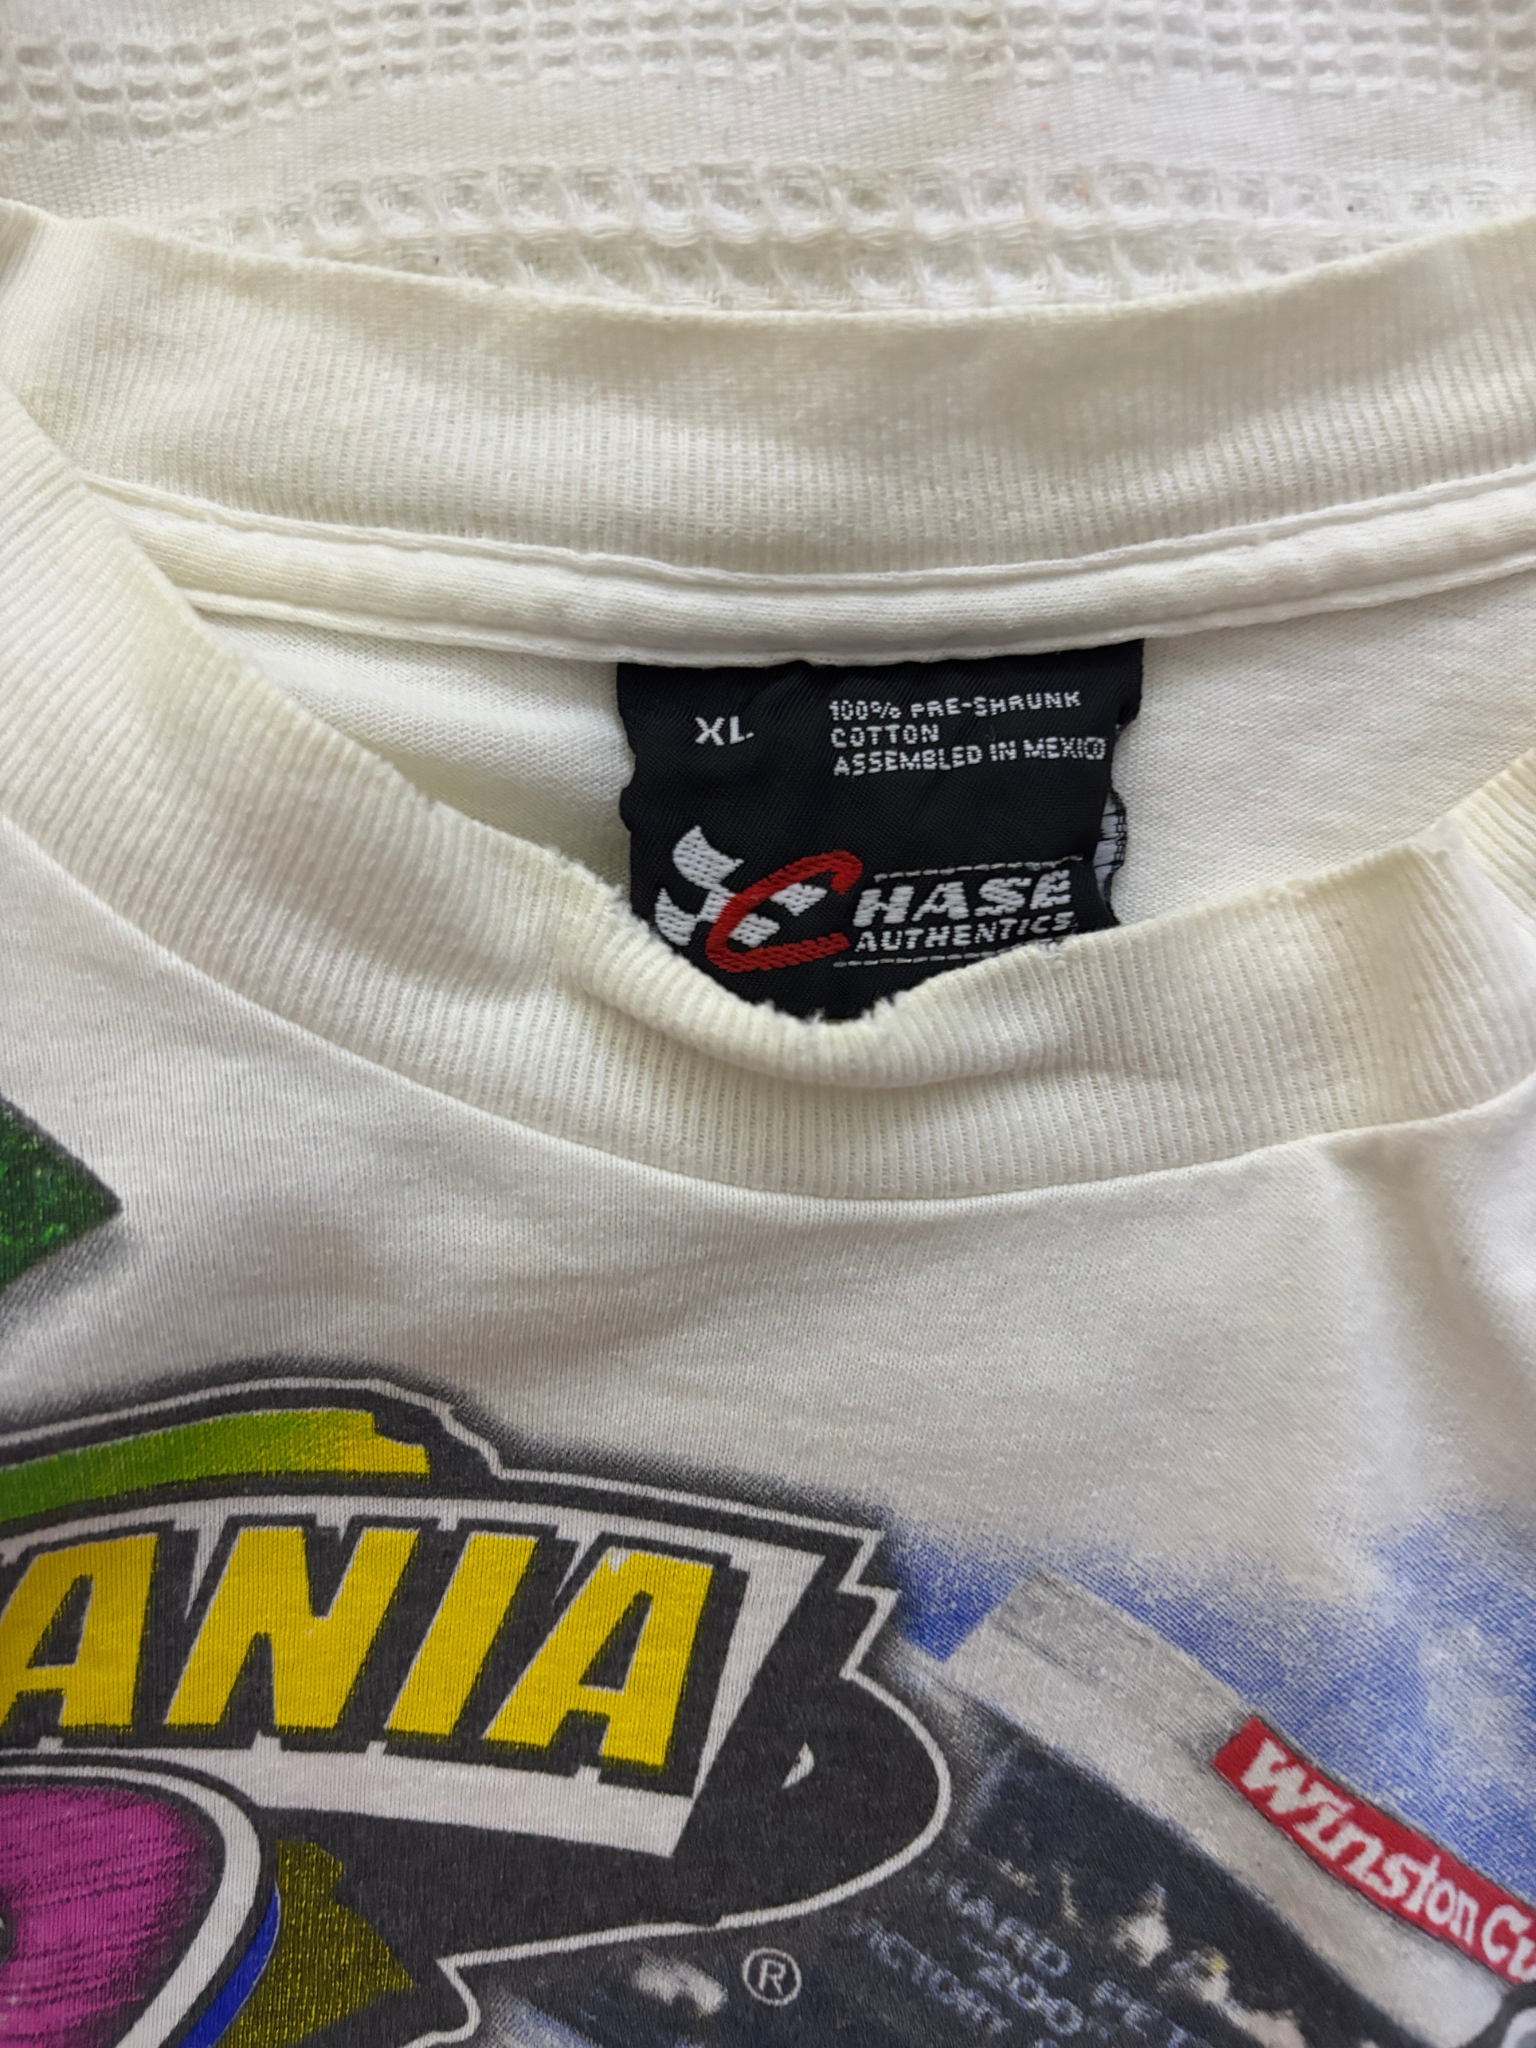 XL
100% PRE-SHRUNK
COTTON
ASSEMBLED IN MEXICO
CHASE
AUTHENTICS
ANIA
Winston Cu
®